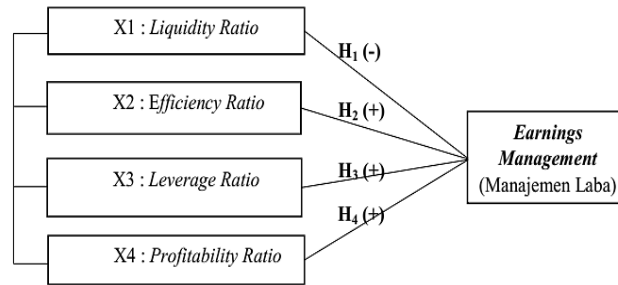 X1 : Liquidity Ratio
H1 (-)
X2 : Efficiency Ratio
H2 (+)
Earnings
Management
(Manajemen Laba)
X3 : Leverage Ratio
H3 (+)
H4 (+)
X4 : Profitability Ratio